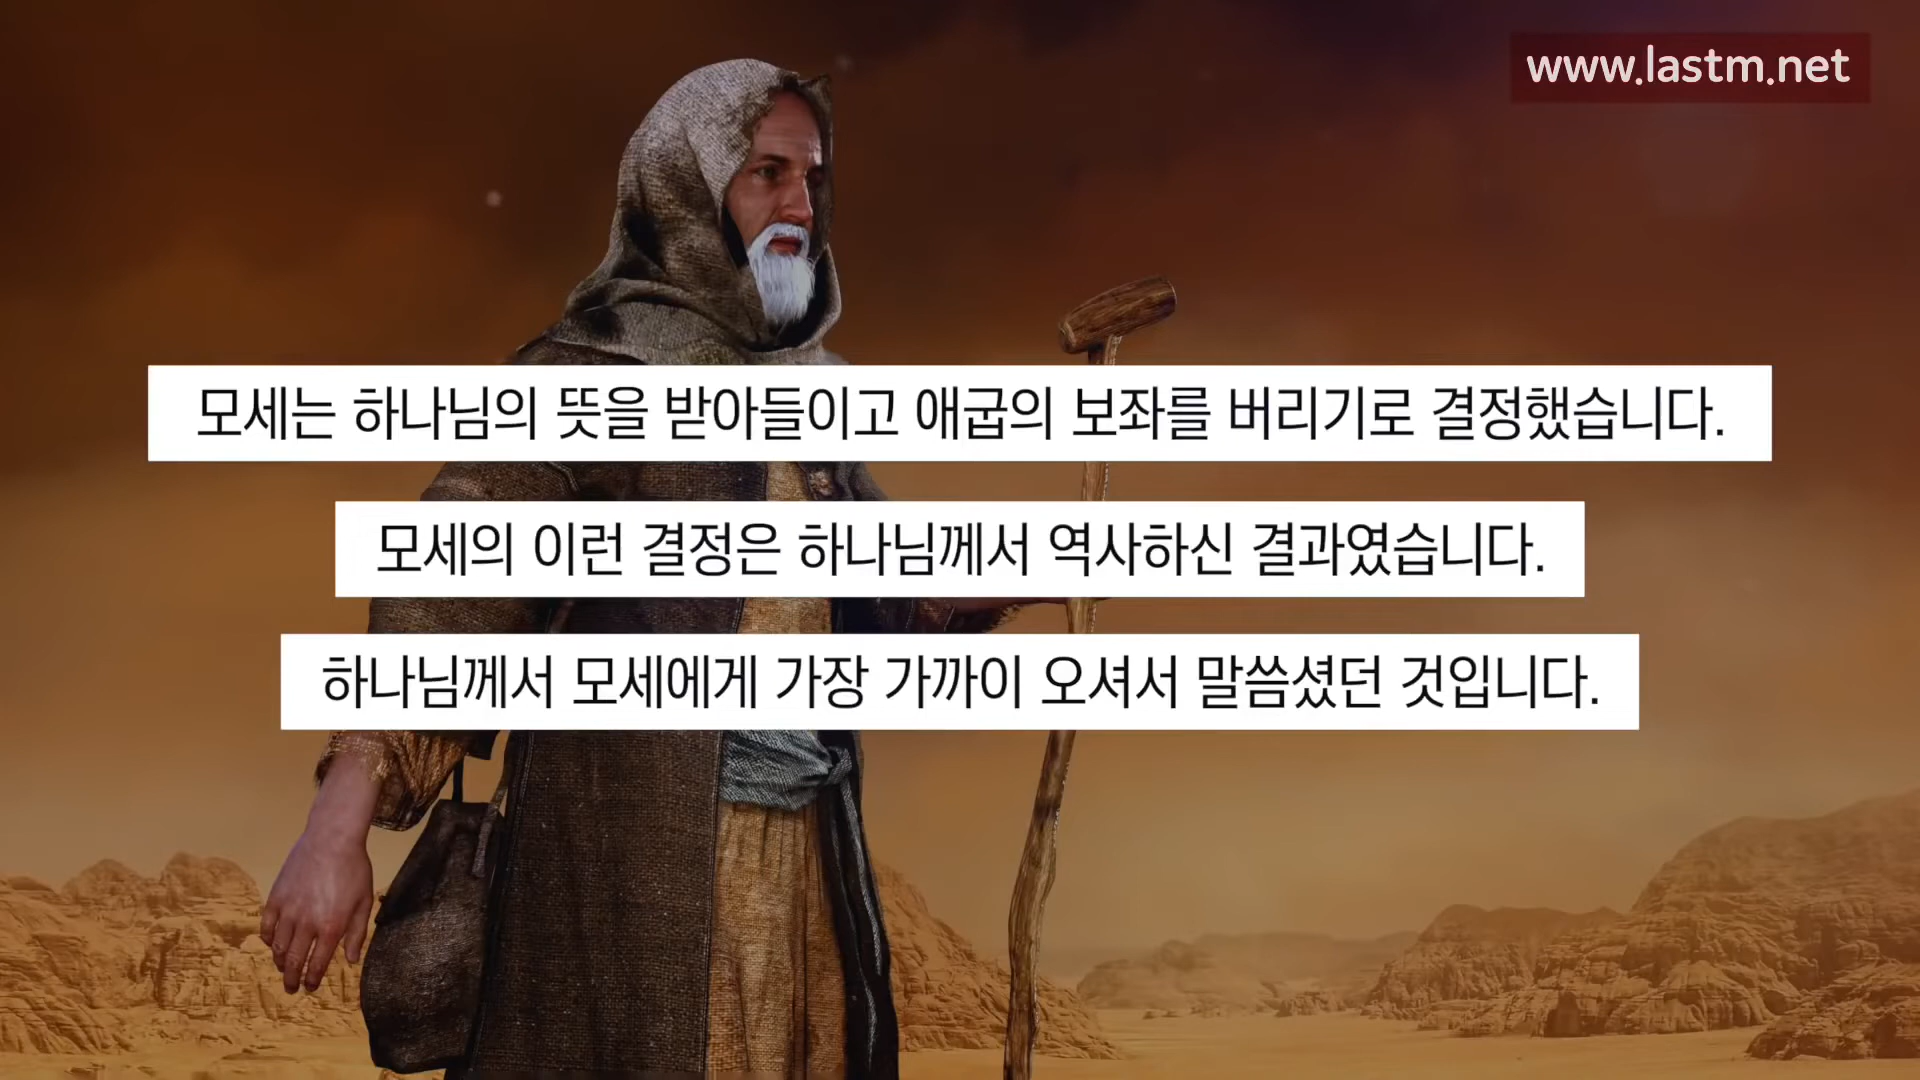 www.lastm.net
모세는 하나님의 뜻을 받아들이고 애굽의 보좌를 버리기로 결정했습니다.
모세의 이런 결정은 하나님께서 역사하신 결과였습니다.
하나님께서 모세에게 가장 가까이 오셔서 말씀셨던 것입니다.